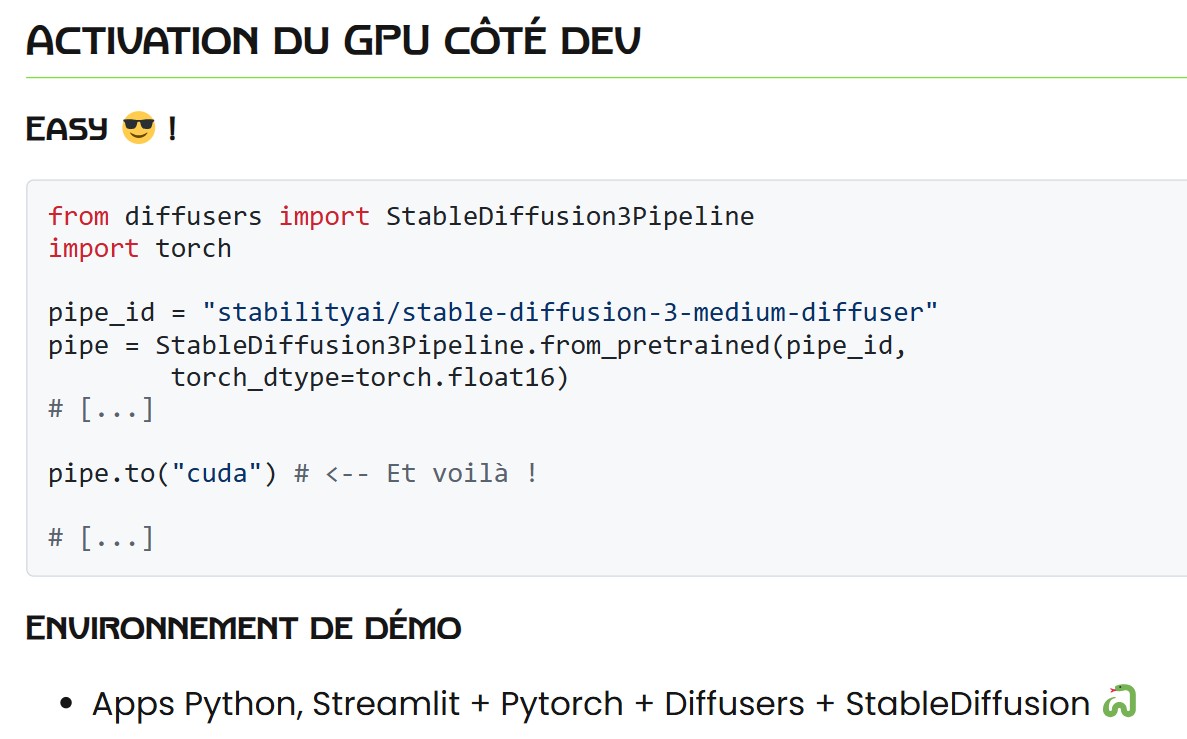 Activation du GPU côté dev
Easy 😎 !
from diffusers import StableDiffusion3Pipeline
import torch
pipe_id = "stabilityai/stable-diffusion-3-medium-diffuser"
pipe = StableDiffusion3Pipeline.from_pretrained(pipe_id,
        torch_dtype=torch.float16)
# [...]
pipe.to("cuda") # <-- Et voilà !
# [...]
Environnement de démo
• Apps Python, Streamlit + Pytorch + Diffusers + StableDiffusion 🐍